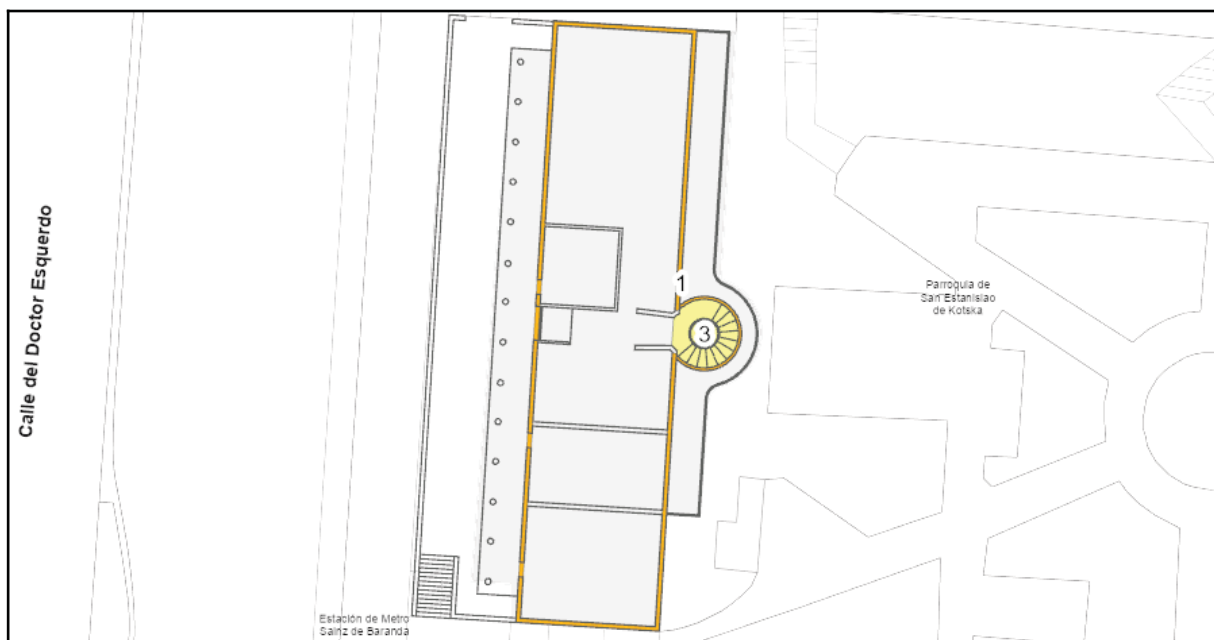 Calle del Doctor Esquerdo
1
3
Parroquia de
San Estanislao
de Kotska
Estación de Metro
Sainz de Baranda